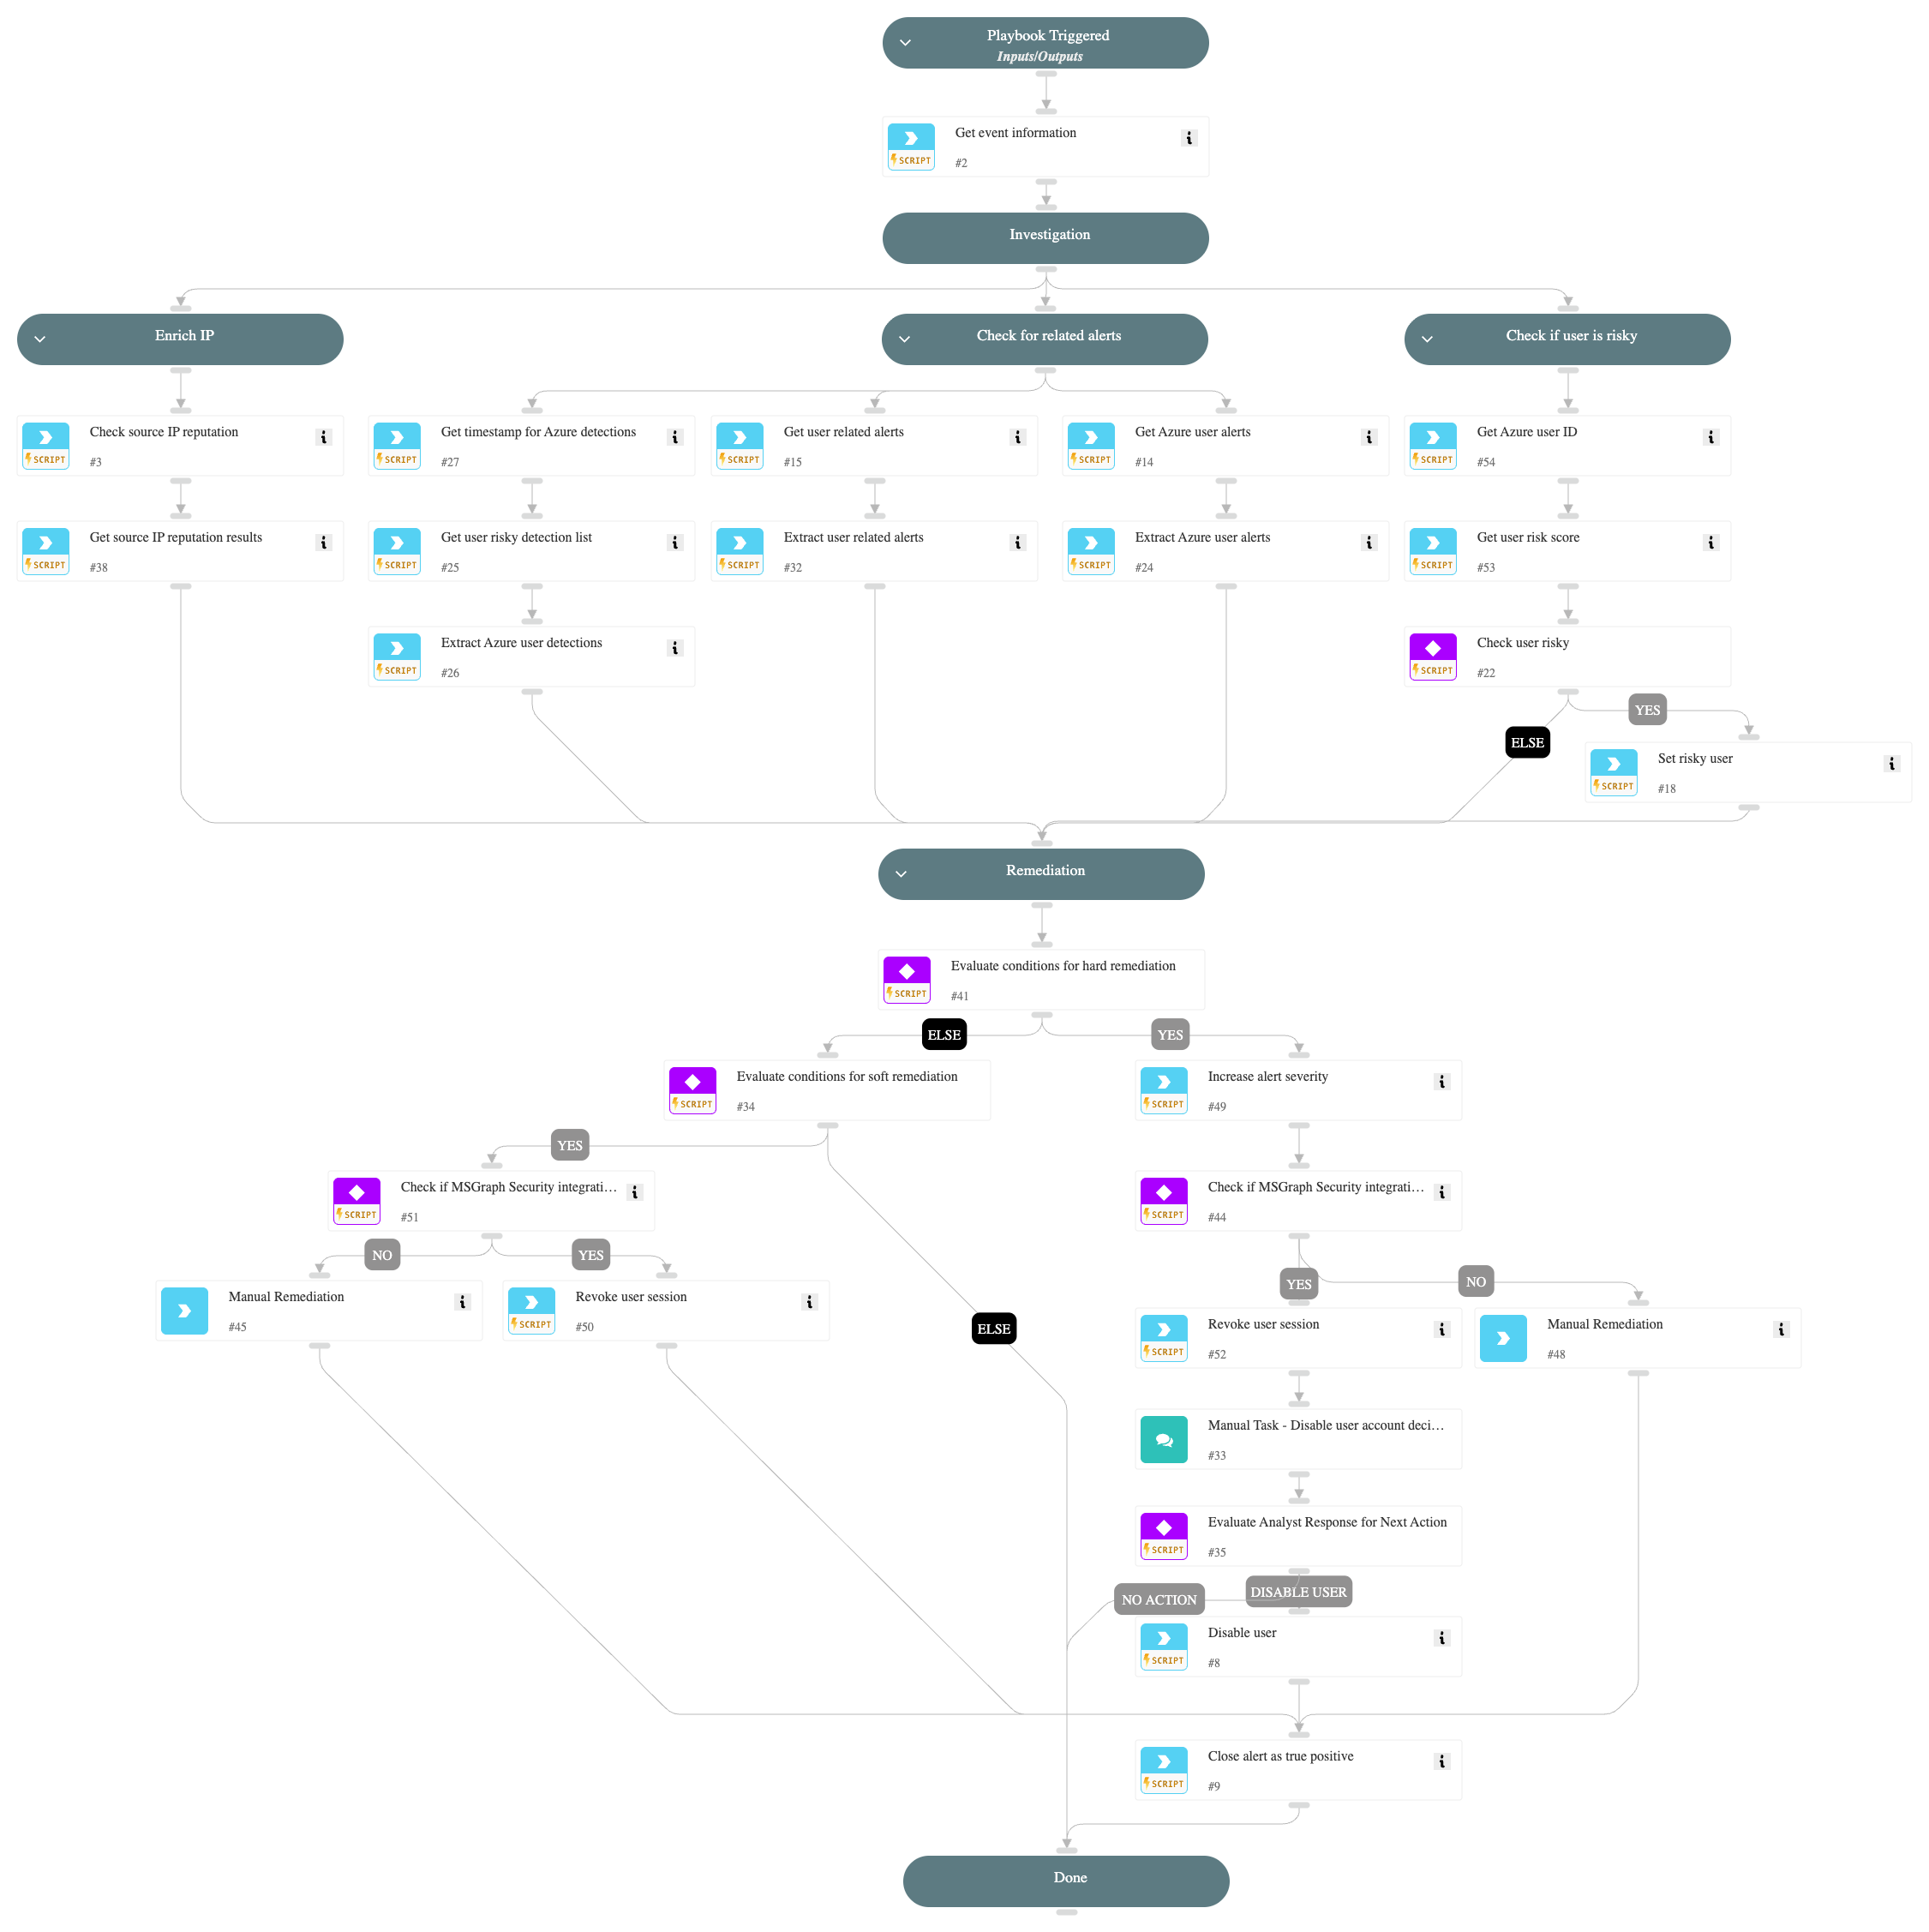 Playbook Triggered
Inputs/Outputs
Get event information
SCRIPT
#2
Investigation
Enrich IP
Check for related alerts
Check if user is risky
Check source IP reputation
SCRIPT
#3
Get timestamp for Azure detections
SCRIPT
#27
Get user related alerts
SCRIPT
#15
Get Azure user alerts
SCRIPT
#14
Get Azure user ID
SCRIPT
#54
Get source IP reputation results
SCRIPT
#38
Get user risky detection list
SCRIPT
#25
Extract user related alerts
SCRIPT
#32
Extract Azure user alerts
SCRIPT
#24
Get user risk score
SCRIPT
#53
Extract Azure user detections
SCRIPT
#26
Check user risky
SCRIPT
#22
YES
ELSE
Set risky user
SCRIPT
#18
Remediation
Evaluate conditions for hard remediation
SCRIPT
#41
ELSE
YES
Evaluate conditions for soft remediation
SCRIPT
#34
Increase alert severity
SCRIPT
#49
YES
Check if MSGraph Security integrati...
SCRIPT
#51
Check if MSGraph Security integrati...
SCRIPT
#44
NO
YES
YES
NO
Manual Remediation
#45
Revoke user session
SCRIPT
#50
ELSE
Revoke user session
SCRIPT
#52
Manual Remediation
#48
Manual Task - Disable user account deci...
#33
Evaluate Analyst Response for Next Action
SCRIPT
#35
NO ACTION
DISABLE USER
Disable user
SCRIPT
#8
Close alert as true positive
SCRIPT
#9
Done